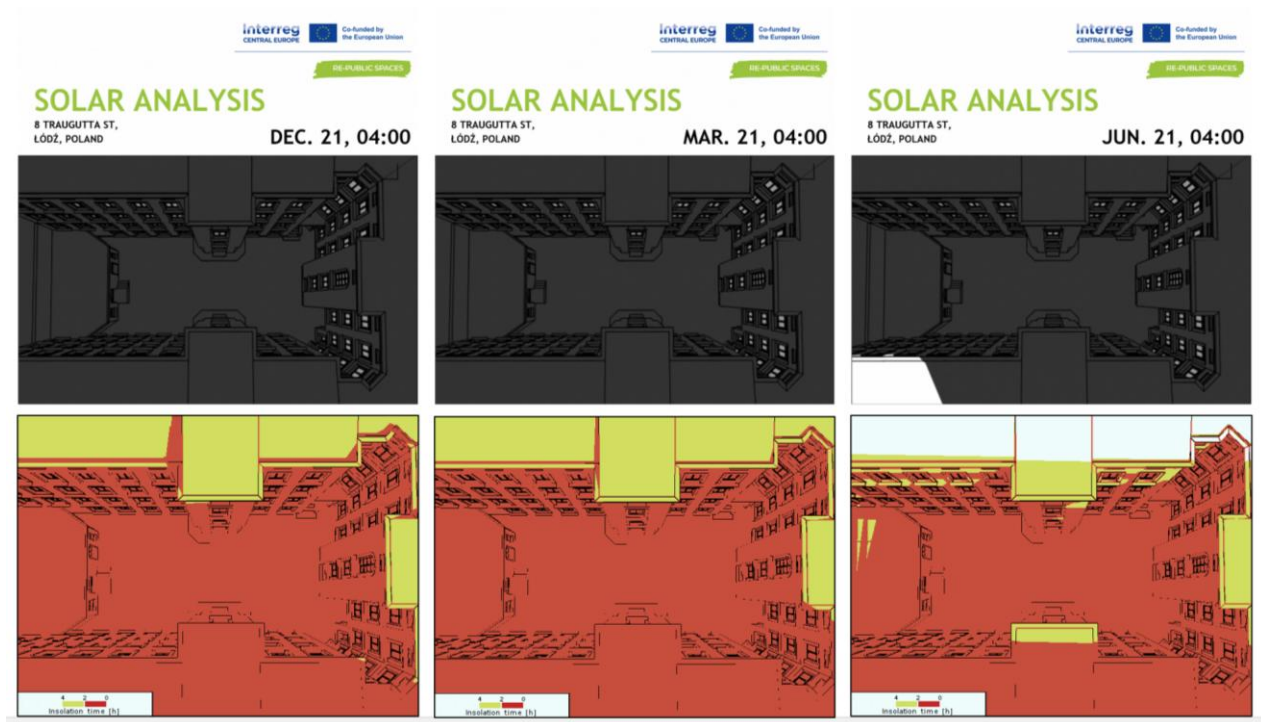 Interreg
CENTRAL EUROPE
Co-funded by
the European Union
RE-PUBLIC SPACES
SOLAR ANALYSIS
8 TRAUGUTTA ST,
ŁÓDŹ, POLAND
DEC. 21, 04:00
4 2 0
Insolation time [h]
Interreg
CENTRAL EUROPE
Co-funded by
the European Union
RE-PUBLIC SPACES
SOLAR ANALYSIS
8 TRAUGUTTA ST,
ŁÓDŹ, POLAND
MAR. 21, 04:00
4 2 0
Insolation time [h]
Interreg
CENTRAL EUROPE
Co-funded by
the European Union
RE-PUBLIC SPACES
SOLAR ANALYSIS
8 TRAUGUTTA ST,
ŁÓDŹ, POLAND
JUN. 21, 04:00
4 2 0
Insolation time [h]